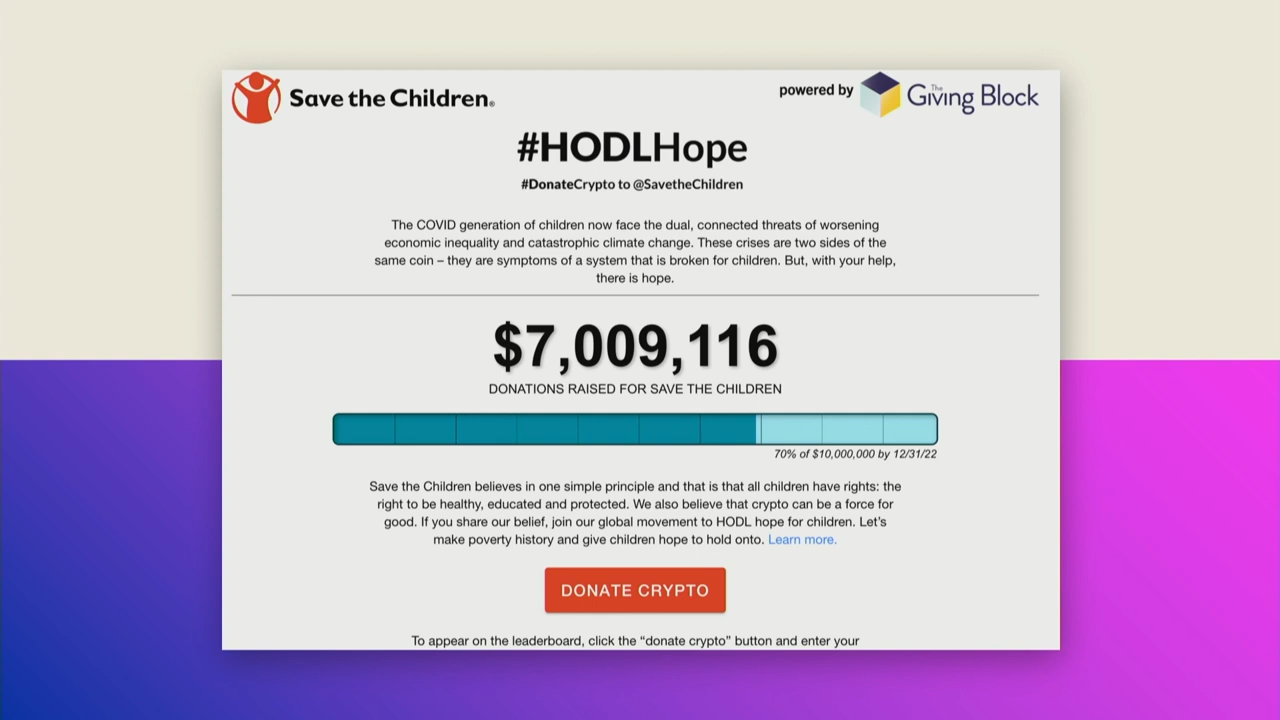 Save the Children®
powered by
The Giving Block
#HODLHope
#DonateCrypto to @SavetheChildren
The COVID generation of children now face the dual, connected threats of worsening
economic inequality and catastrophic climate change. These crises are two sides of the
same coin – they are symptoms of a system that is broken for children. But, with your help,
there is hope.
$7,009,116
DONATIONS RAISED FOR SAVE THE CHILDREN
70% of $10,000,000 by 12/31/22
Save the Children believes in one simple principle and that is that all children have rights: the
right to be healthy, educated and protected. We also believe that crypto can be a force for
good. If you share our belief, join our global movement to HODL hope for children. Let’s
make poverty history and give children hope to hold onto. Learn more.
DONATE CRYPTO
To appear on the leaderboard, click the “donate crypto” button and enter your